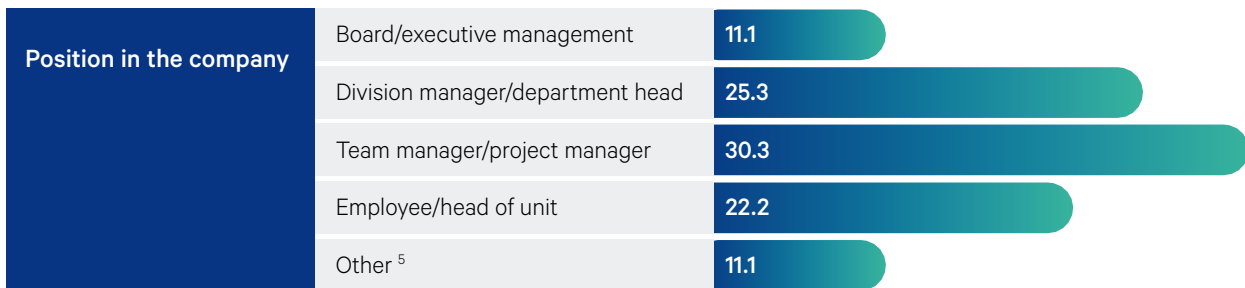 Position in the company
Board/executive management 11.1
Division manager/department head 25.3
Team manager/project manager 30.3
Employee/head of unit 22.2
Other 5 11.1